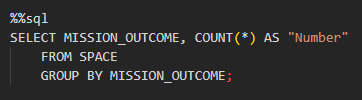 %%sql
SELECT MISSION_OUTCOME, COUNT(*) AS "Number"
    FROM SPACE
    GROUP BY MISSION_OUTCOME;